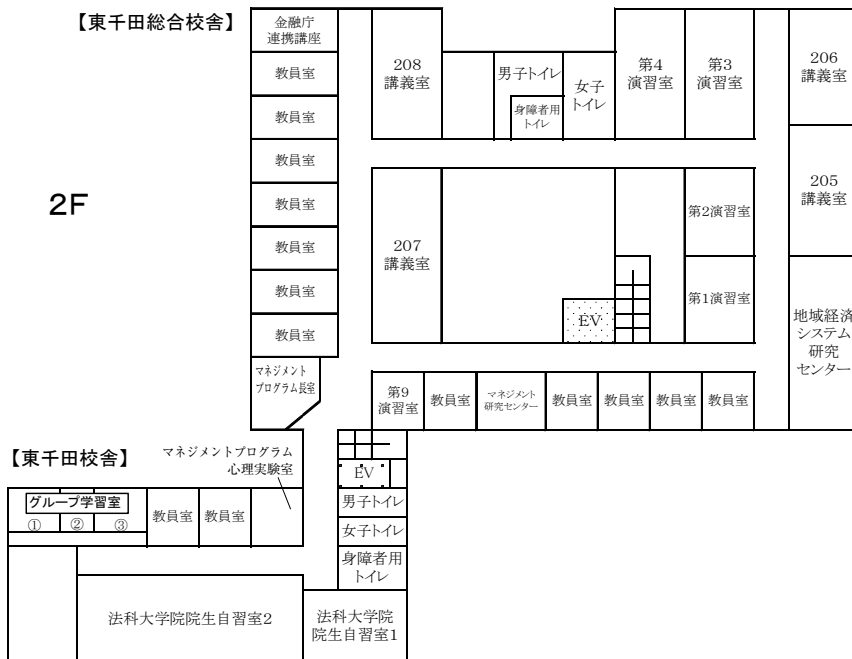 【東千田総合校舎】
2F
金融庁
連携講座
教員室
教員室
教員室
教員室
教員室
教員室
教員室
マネジメント
プログラム長室
208
講義室
男子トイレ
身障者用
トイレ
女子
トイレ
第4
演習室
第3
演習室
206
講義室
205
講義室
207
講義室
第2演習室
第1演習室
EV
地域経済
システム
研究
センター
第9
演習室
教員室
マネジメント
研究センター
教員室
教員室
教員室
教員室
【東千田校舎】
マネジメントプログラム
心理実験室
グループ学習室
①
②
③
教員室
教員室
EV
男子トイレ
女子トイレ
身障者用
トイレ
法科大学院院生自習室2
法科大学院
院生自習室1